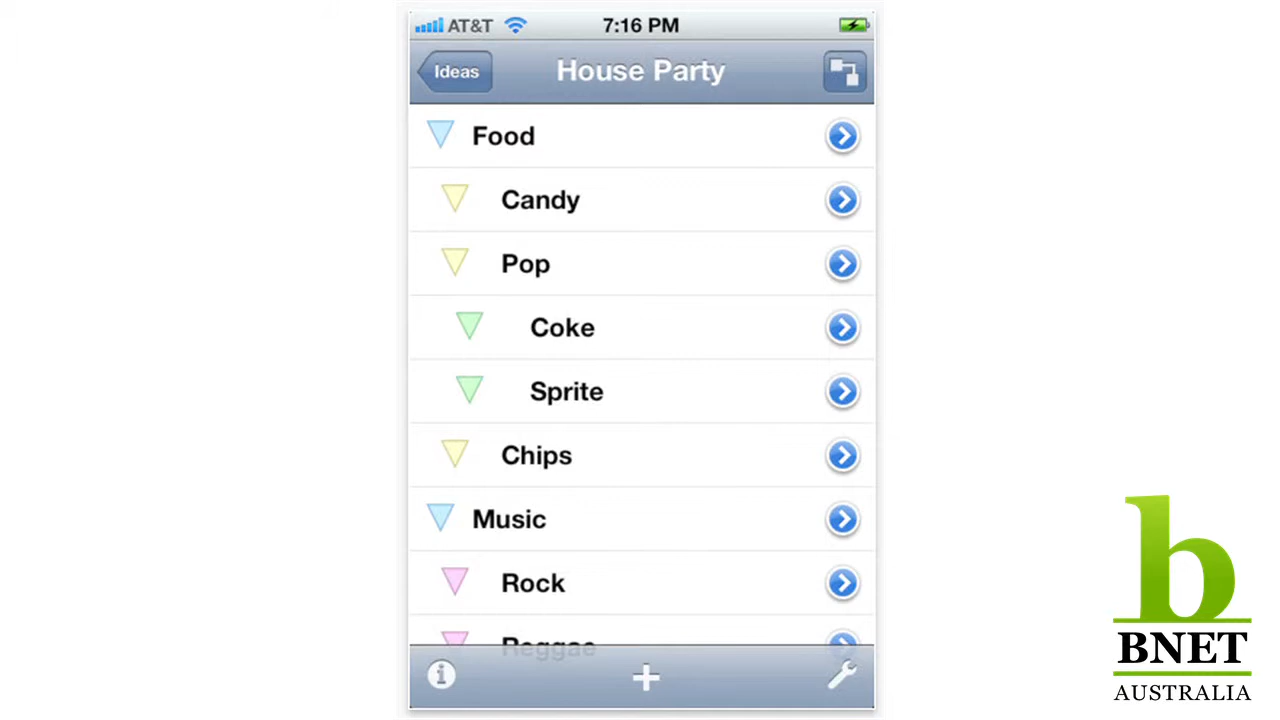 AT&T 7:16 PM
Ideas House Party
Food
Candy
Pop
Coke
Sprite
Chips
Music
Rock
Reggae
b
BNET
AUSTRALIA